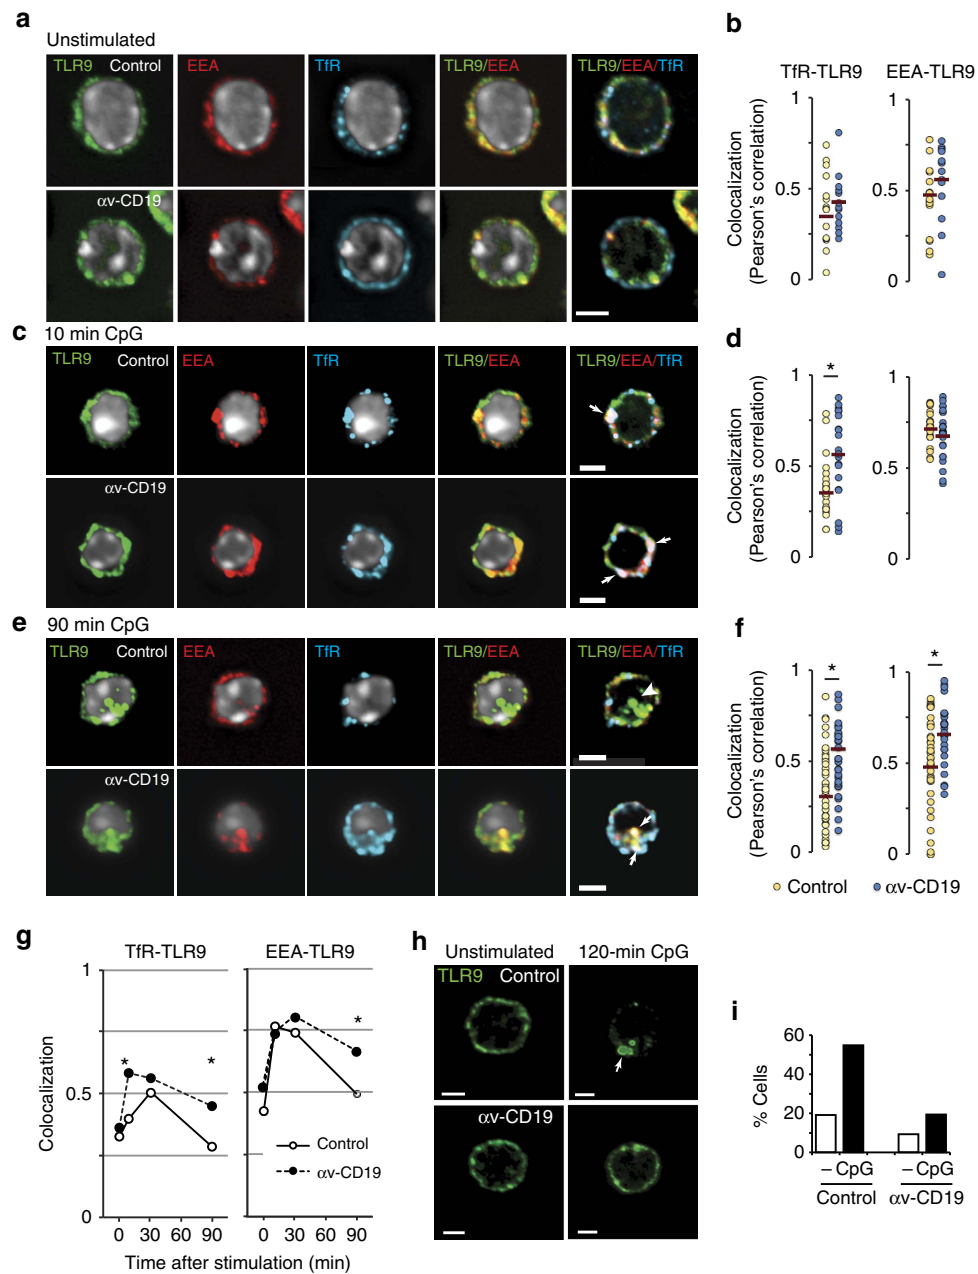 a
Unstimulated
TLR9 Control EEA TfR TLR9/EEA TLR9/EEA/TfR
αv-CD19
b
TfR-TLR9 EEA-TLR9
Colocalization
(Pearson's correlation)
1 0.5 0
1 0.5 0
c
10 min CpG
TLR9 Control EEA TfR TLR9/EEA TLR9/EEA/TfR
αv-CD19
d
Colocalization
(Pearson's correlation)
1 0.5 0
1 0.5 0
*
e
90 min CpG
TLR9 Control EEA TfR TLR9/EEA TLR9/EEA/TfR
αv-CD19
f
Colocalization
(Pearson's correlation)
1 0.5 0
1 0.5 0
* *
Control αv-CD19
g
TfR-TLR9 EEA-TLR9
Colocalization
1
0.5
0
* * *
Control
αv-CD19
0 30 60 90 0 30 60 90
Time after stimulation (min)
h
Unstimulated 120-min CpG
TLR9 Control
αv-CD19
i
% Cells
60
40
20
0
– CpG – CpG
Control αv-CD19